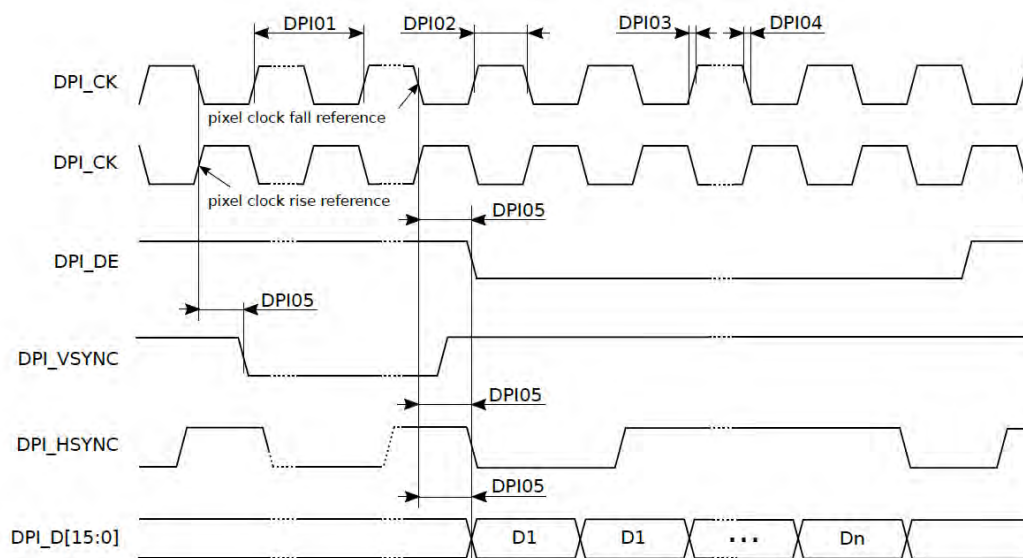 DPI01 DPI02 DPI03 DPI04
DPI_CK
pixel clock fall reference
DPI_CK
pixel clock rise reference
DPI05
DPI_DE
DPI05
DPI_VSYNC
DPI05
DPI_HSYNC
DPI05
DPI_D[15:0] D1 D1 ... Dn